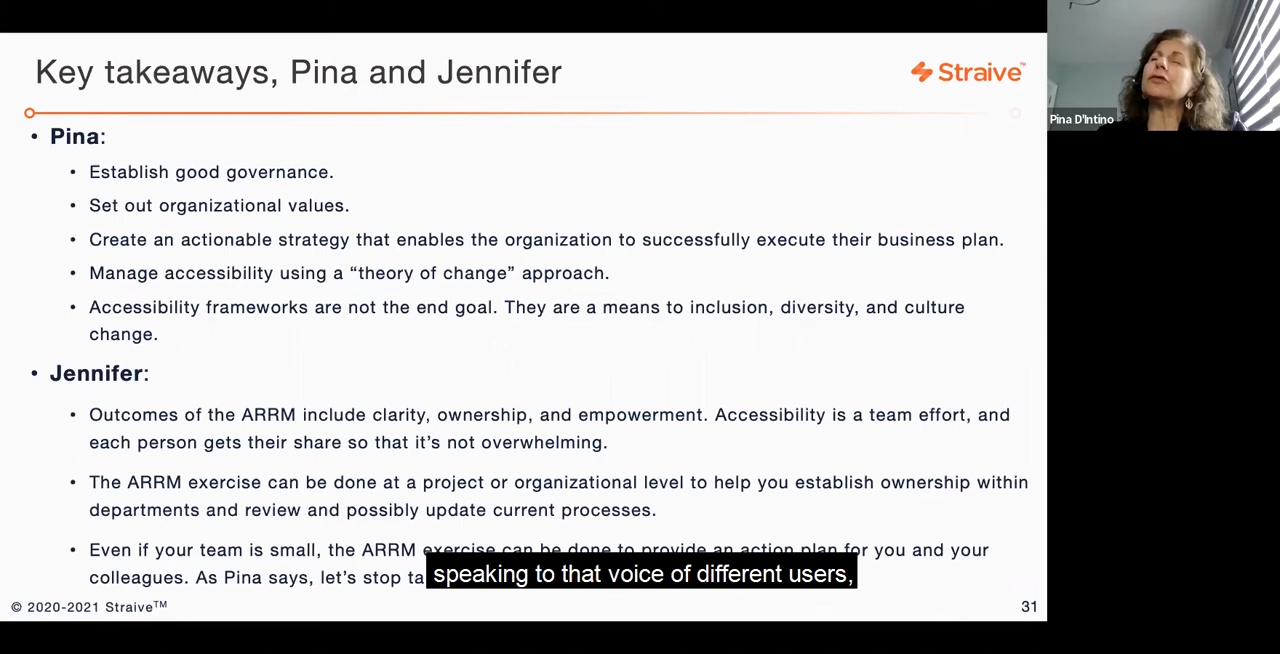 Key takeaways, Pina and Jennifer
Straive™
Pina D'Intino
• Pina:
• Establish good governance.
• Set out organizational values.
• Create an actionable strategy that enables the organization to successfully execute their business plan.
• Manage accessibility using a “theory of change” approach.
• Accessibility frameworks are not the end goal. They are a means to inclusion, diversity, and culture
change.
• Jennifer:
• Outcomes of the ARRM include clarity, ownership, and empowerment. Accessibility is a team effort, and
each person gets their share so that it’s not overwhelming.
• The ARRM exercise can be done at a project or organizational level to help you establish ownership within
departments and review and possibly update current processes.
• Even if your team is small, the ARRM exercise can be done to provide an action plan for you and your
colleagues. As Pina says, let’s stop
speaking to that voice of different users,
© 2020-2021 Straive™
31